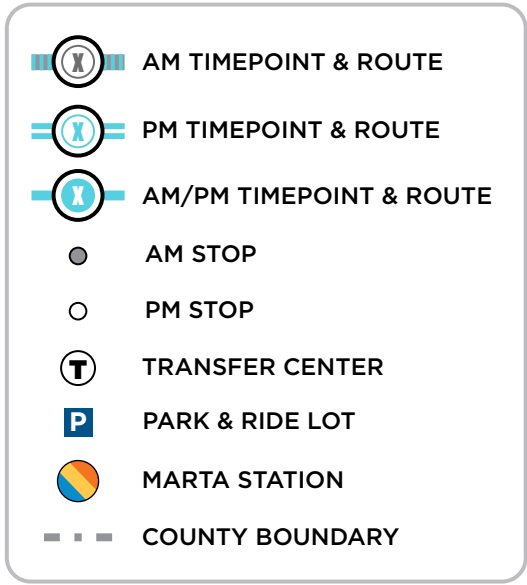 X AM TIMEPOINT & ROUTE
X PM TIMEPOINT & ROUTE
X AM/PM TIMEPOINT & ROUTE
AM STOP
PM STOP
T TRANSFER CENTER
P PARK & RIDE LOT
MARTA STATION
COUNTY BOUNDARY